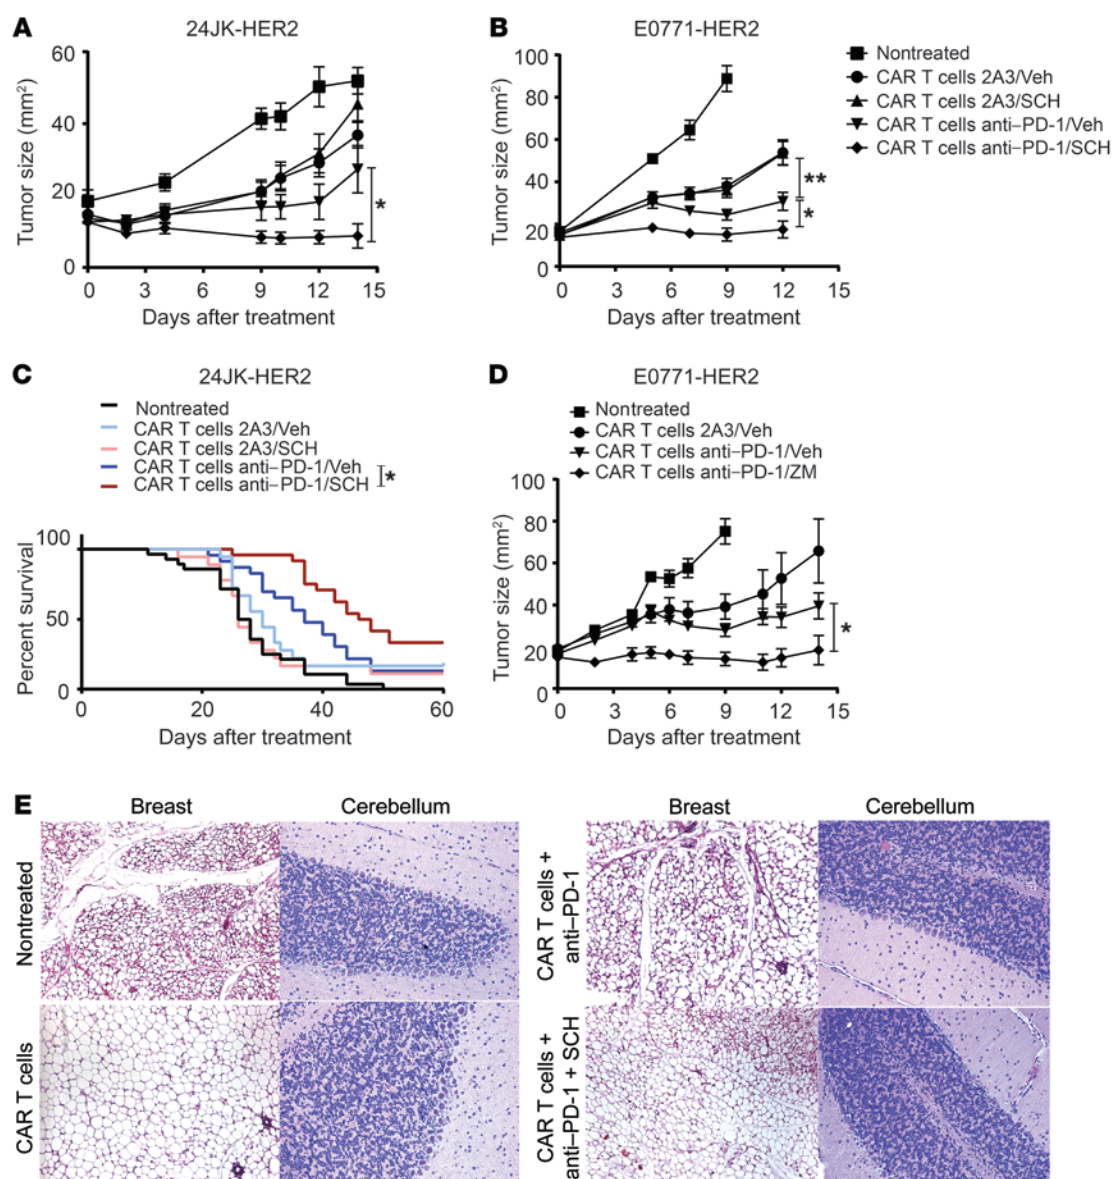 A
24JK-HER2
Tumor size (mm²)
60
40
20
0
0 3 6 9 12 15
Days after treatment
*
B
E0771-HER2
Tumor size (mm²)
100
80
60
40
20
0
0 3 6 9 12 15
Days after treatment
**
*
Nontreated
CAR T cells 2A3/Veh
CAR T cells 2A3/SCH
CAR T cells anti–PD-1/Veh
CAR T cells anti–PD-1/SCH
C
24JK-HER2
Nontreated
CAR T cells 2A3/Veh
CAR T cells 2A3/SCH
CAR T cells anti–PD-1/Veh
CAR T cells anti–PD-1/SCH
*
Percent survival
100
50
0
0 20 40 60
Days after treatment
D
E0771-HER2
Nontreated
CAR T cells 2A3/Veh
CAR T cells anti–PD-1/Veh
CAR T cells anti–PD-1/ZM
Tumor size (mm²)
100
80
60
40
20
0
0 3 6 9 12 15
Days after treatment
*
E
Breast Cerebellum
Nontreated
CAR T cells
Breast Cerebellum
CAR T cells +
anti–PD-1
CAR T cells +
anti–PD-1 + SCH